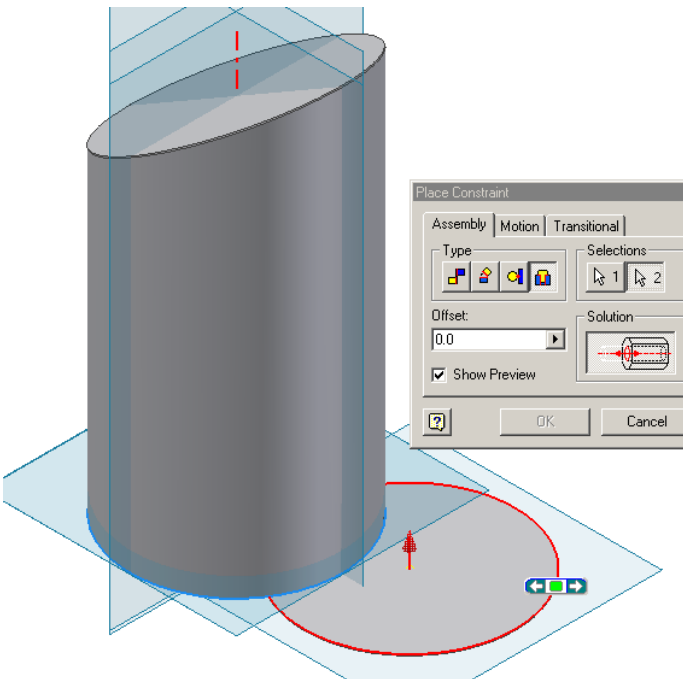 Place Constraint
Assembly Motion Transitional
Type
Selections
1 2
Offset:
Solution
0.0
Show Preview
? OK Cancel